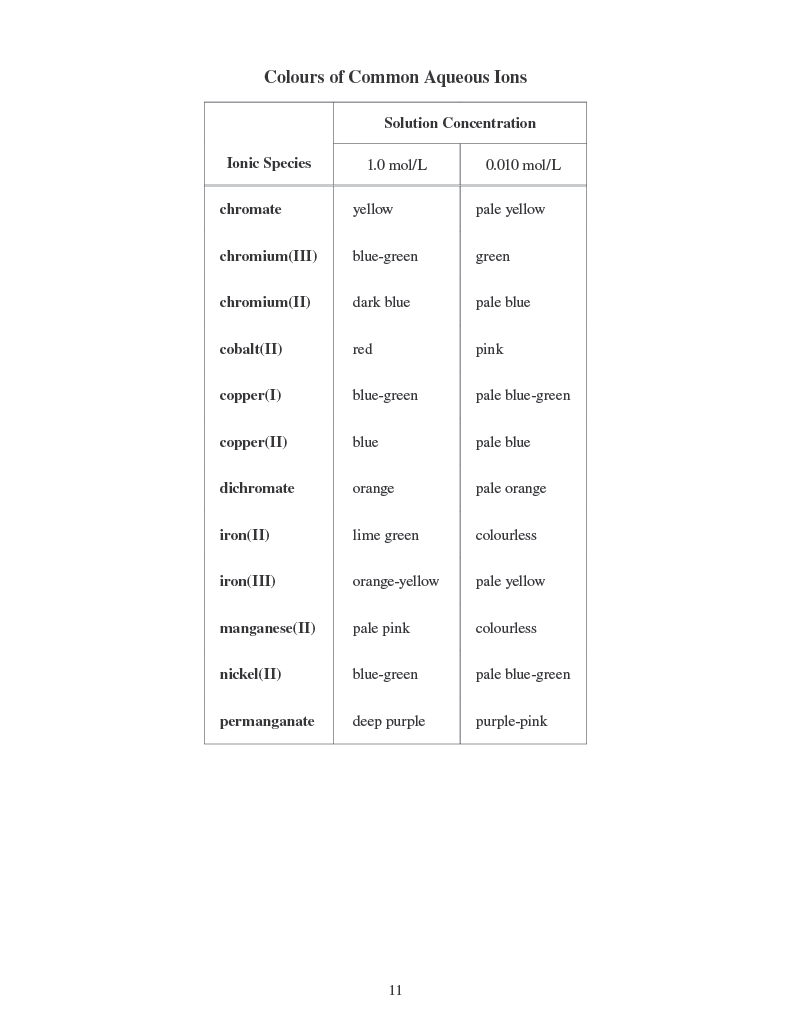 Colours of Common Aqueous Ions
Solution Concentration
Ionic Species 1.0 mol/L 0.010 mol/L
chromate yellow pale yellow
chromium(III) blue-green green
chromium(II) dark blue pale blue
cobalt(II) red pink
copper(I) blue-green pale blue-green
copper(II) blue pale blue
dichromate orange pale orange
iron(II) lime green colourless
iron(III) orange-yellow pale yellow
manganese(II) pale pink colourless
nickel(II) blue-green pale blue-green
permanganate deep purple purple-pink
11